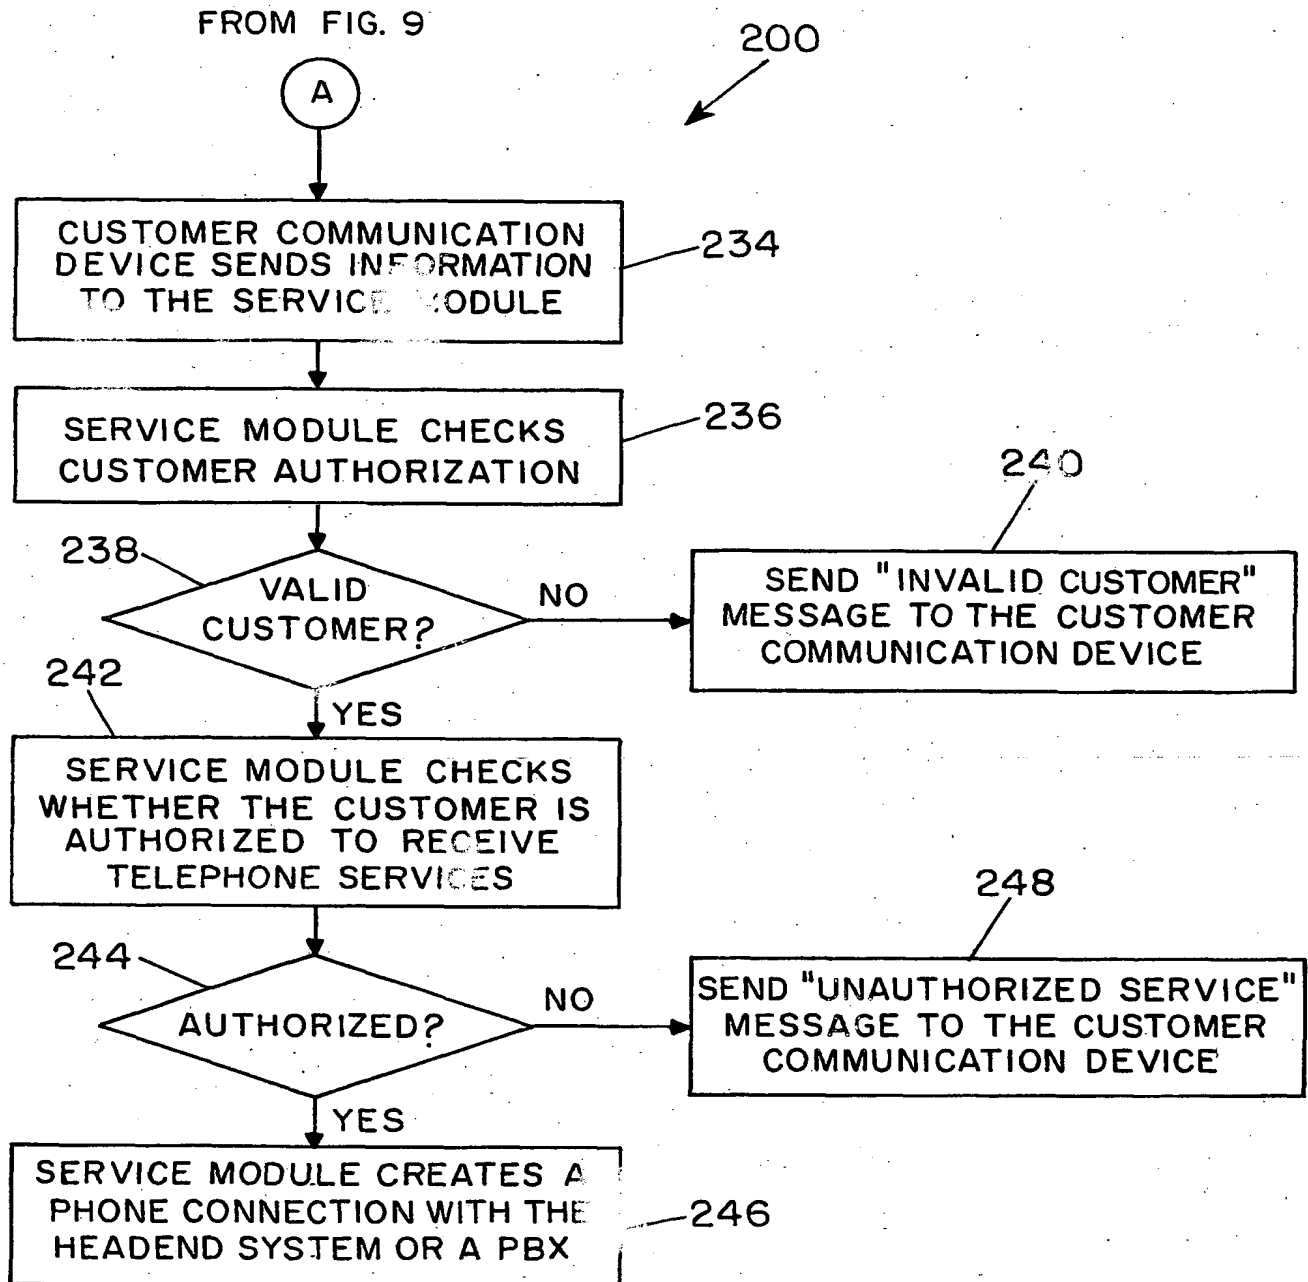 FROM FIG. 9
200
A
CUSTOMER COMMUNICATION
DEVICE SENDS INFORMATION
TO THE SERVICE MODULE
234
SERVICE MODULE CHECKS
CUSTOMER AUTHORIZATION
236
238
VALID
CUSTOMER?
NO
240
SEND "INVALID CUSTOMER"
MESSAGE TO THE CUSTOMER
COMMUNICATION DEVICE
242
YES
SERVICE MODULE CHECKS
WHETHER THE CUSTOMER IS
AUTHORIZED TO RECEIVE
TELEPHONE SERVICES
244
AUTHORIZED?
NO
248
SEND "UNAUTHORIZED SERVICE"
MESSAGE TO THE CUSTOMER
COMMUNICATION DEVICE
YES
SERVICE MODULE CREATES A
PHONE CONNECTION WITH THE
HEADEND SYSTEM OR A PBX
246